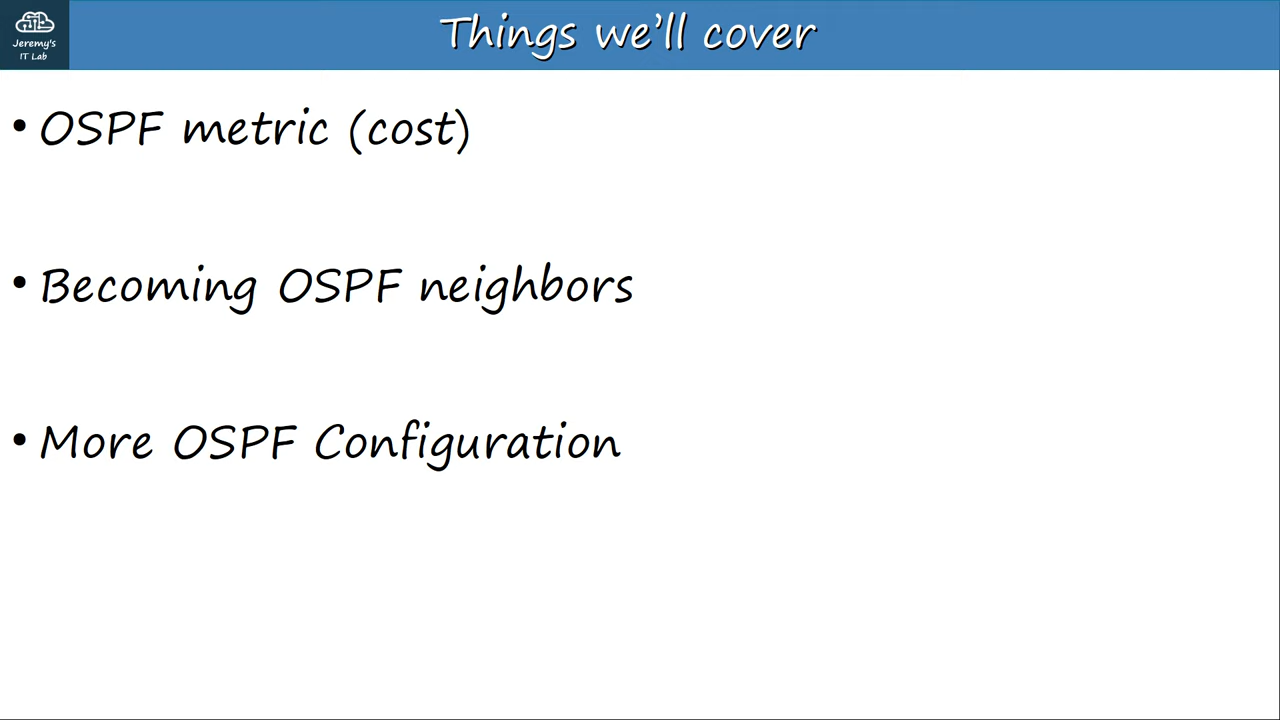 Jeremy's
IT Lab
Things we'll cover
• OSPF metric (cost)
• Becoming OSPF neighbors
• More OSPF Configuration